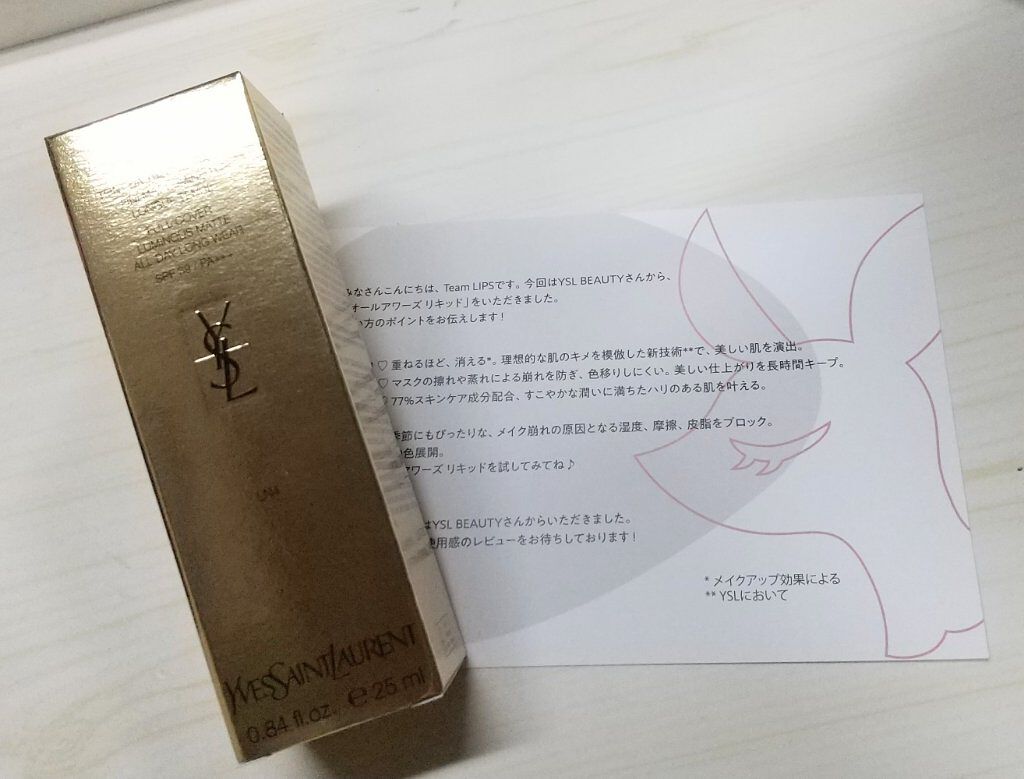 FULL COVER
LUMINOUS MATTE
ALL DAY LONG WEAR
YSL
YVESSAINTLAURENT
0.84 fl.oz. ℮ 25 ml
なさんこんにちは、Team LIPSです。今回はYSL BEAUTYさんから、
オールアワーズ リキッド」をいただきました。
方のポイントをお伝えします！
♡ 重ねるほど、消える*。理想的な肌のキメを模倣した新技術**で、美しい肌を演出。
♡ マスクの擦れや蒸れによる崩れを防ぎ、色移りしにくい。美しい仕上がりを長時間キープ。
77%スキンケア成分配合、すこやかな潤いに満ちたハリのある肌を叶える。
季節にもぴったりな、メイク崩れの原因となる湿度、摩擦、皮脂をブロック。
色展開。
アワーズ リキッドを試してみてね♪
はYSL BEAUTYさんからいただきました。
使用感のレビューをお待ちしております！
* メイクアップ効果による
** YSLにおいて